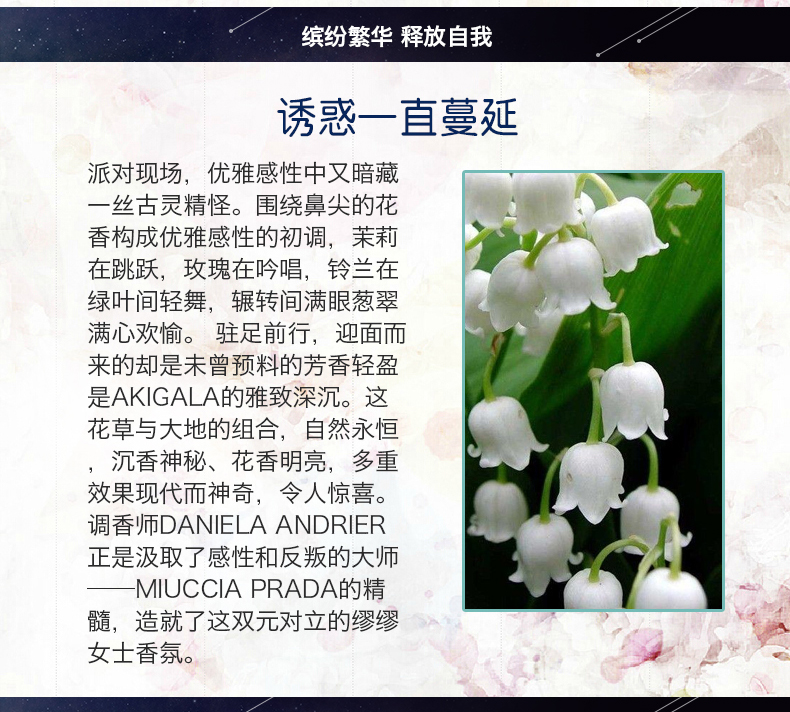 缤纷繁华 释放自我
诱惑一直蔓延
派对现场，优雅感性中又暗藏
一丝古灵精怪。围绕鼻尖的花
香构成优雅感性的初调，茉莉
在跳跃，玫瑰在吟唱，铃兰在
绿叶间轻舞，辗转间满眼葱翠
满心欢愉。 驻足前行，迎面而
来的却是未曾预料的芳香轻盈
是AKIGALA的雅致深沉。这
花草与大地的组合，自然永恒
，沉香神秘、花香明亮，多重
效果现代而神奇，令人惊喜。
调香师DANIELA ANDRIER
正是汲取了感性和反叛的大师
——MIUCCIA PRADA的精
髓，造就了这双元对立的缪缪
女士香氛。